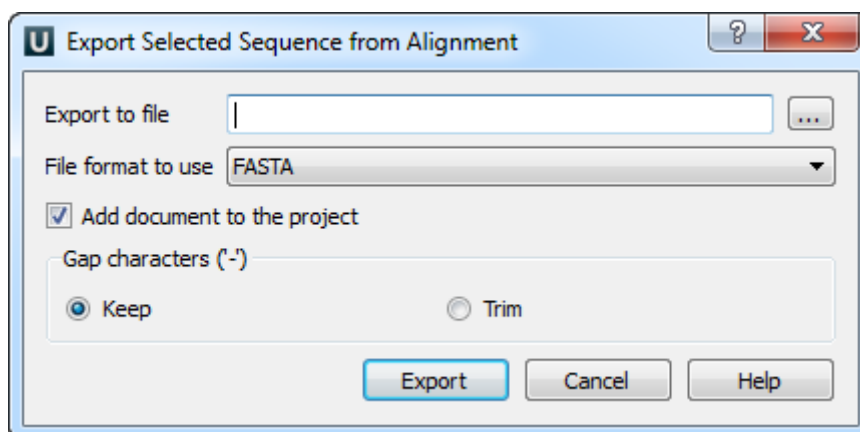 U Export Selected Sequence from Alignment ?
Export to file ...
File format to use FASTA
Add document to the project
Gap characters ('-')
Keep Trim
Export Cancel Help